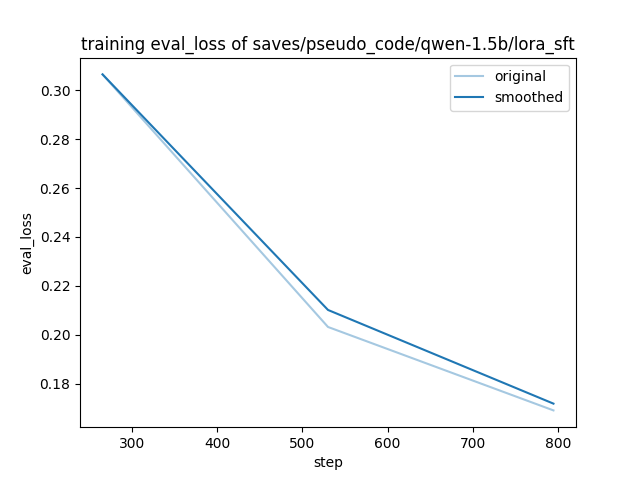 training eval_loss of saves/pseudo_code/qwen-1.5b/lora_sft
original
smoothed
0.30
0.28
0.26
0.24
0.22
0.20
0.18
eval_loss
300
400
500
600
700
800
step